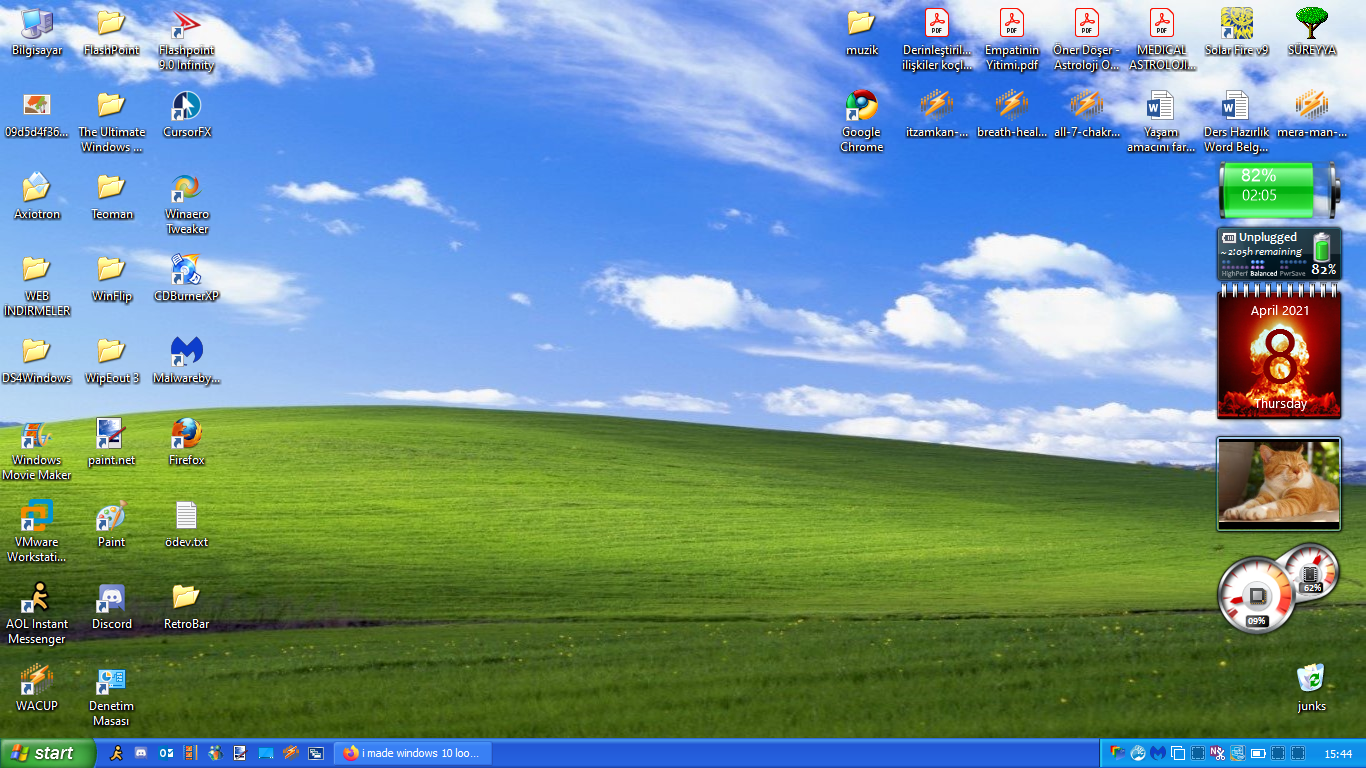 Bilgisayar
FlashPoint
Flashpoint
9.0 Infinity
09d5d4f36...
The Ultimate
Windows ...
CursorFX
Axiotron
Teoman
Winaero
Tweaker
WEB
İNDİRMELER
WinFlip
CDBurnerXP
DS4Windows
WipEout 3
Malwareby...
Windows
Movie Maker
paint.net
Firefox
VMware
Workstati...
Paint
ödev.txt
AOL Instant
Messenger
Discord
RetroBar
WACUP
Denetim
Masası
muzik
Derinleştiril...
ilişkiler koçl...
Empatinin
Yitimi.pdf
Öner Döşer -
Astroloji O...
MEDICAL
ASTROLOJI...
Solar Fire v9
SÜREYYA
Google
Chrome
itzamkan-...
breath-heal...
all-7-chakr...
Yaşam
amacını far...
Ders Hazırlık
Word Belg...
mera-man-...
82%
02:05
Unplugged
~ 2:05h remaining
HighPerf Balanced PwrSave
82%
April 2021
8
Thursday
62%
09%
junks
start
i made windows 10 loo...
15:44